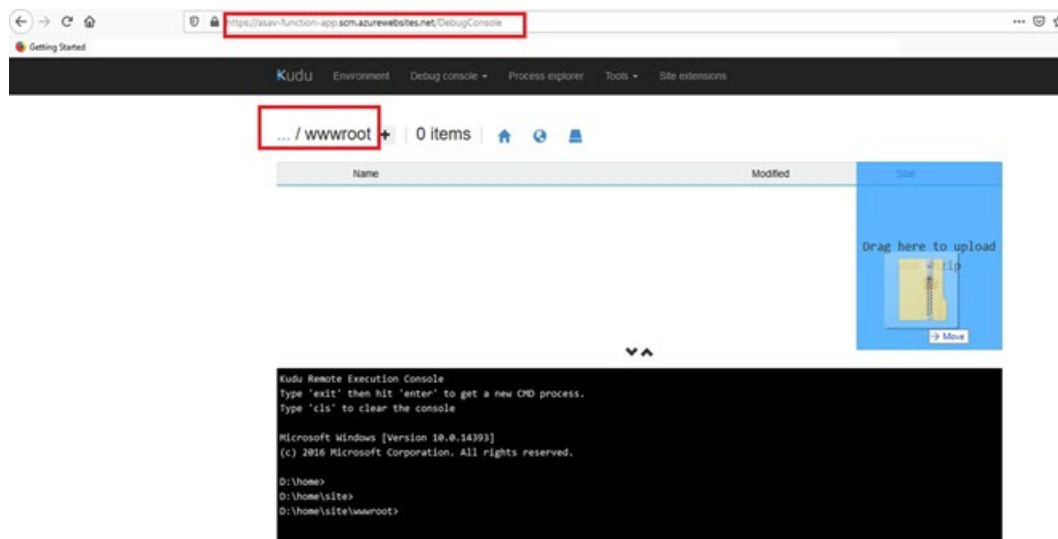 https://asav-function-app.scm.azurewebsites.net/DebugConsole
Getting Started
Kudu Environment Debug console Process explorer Tools Site extensions
... / wwwroot + | 0 items |
Name Modified Size
Drag here to upload
zip
Move
Kudu Remote Execution Console
Type 'exit' then hit 'enter' to get a new CMD process.
Type 'cls' to clear the console
Microsoft Windows [Version 10.0.14393]
(c) 2016 Microsoft Corporation. All rights reserved.
D:\home>
D:\home\site>
D:\home\site\wwwroot>